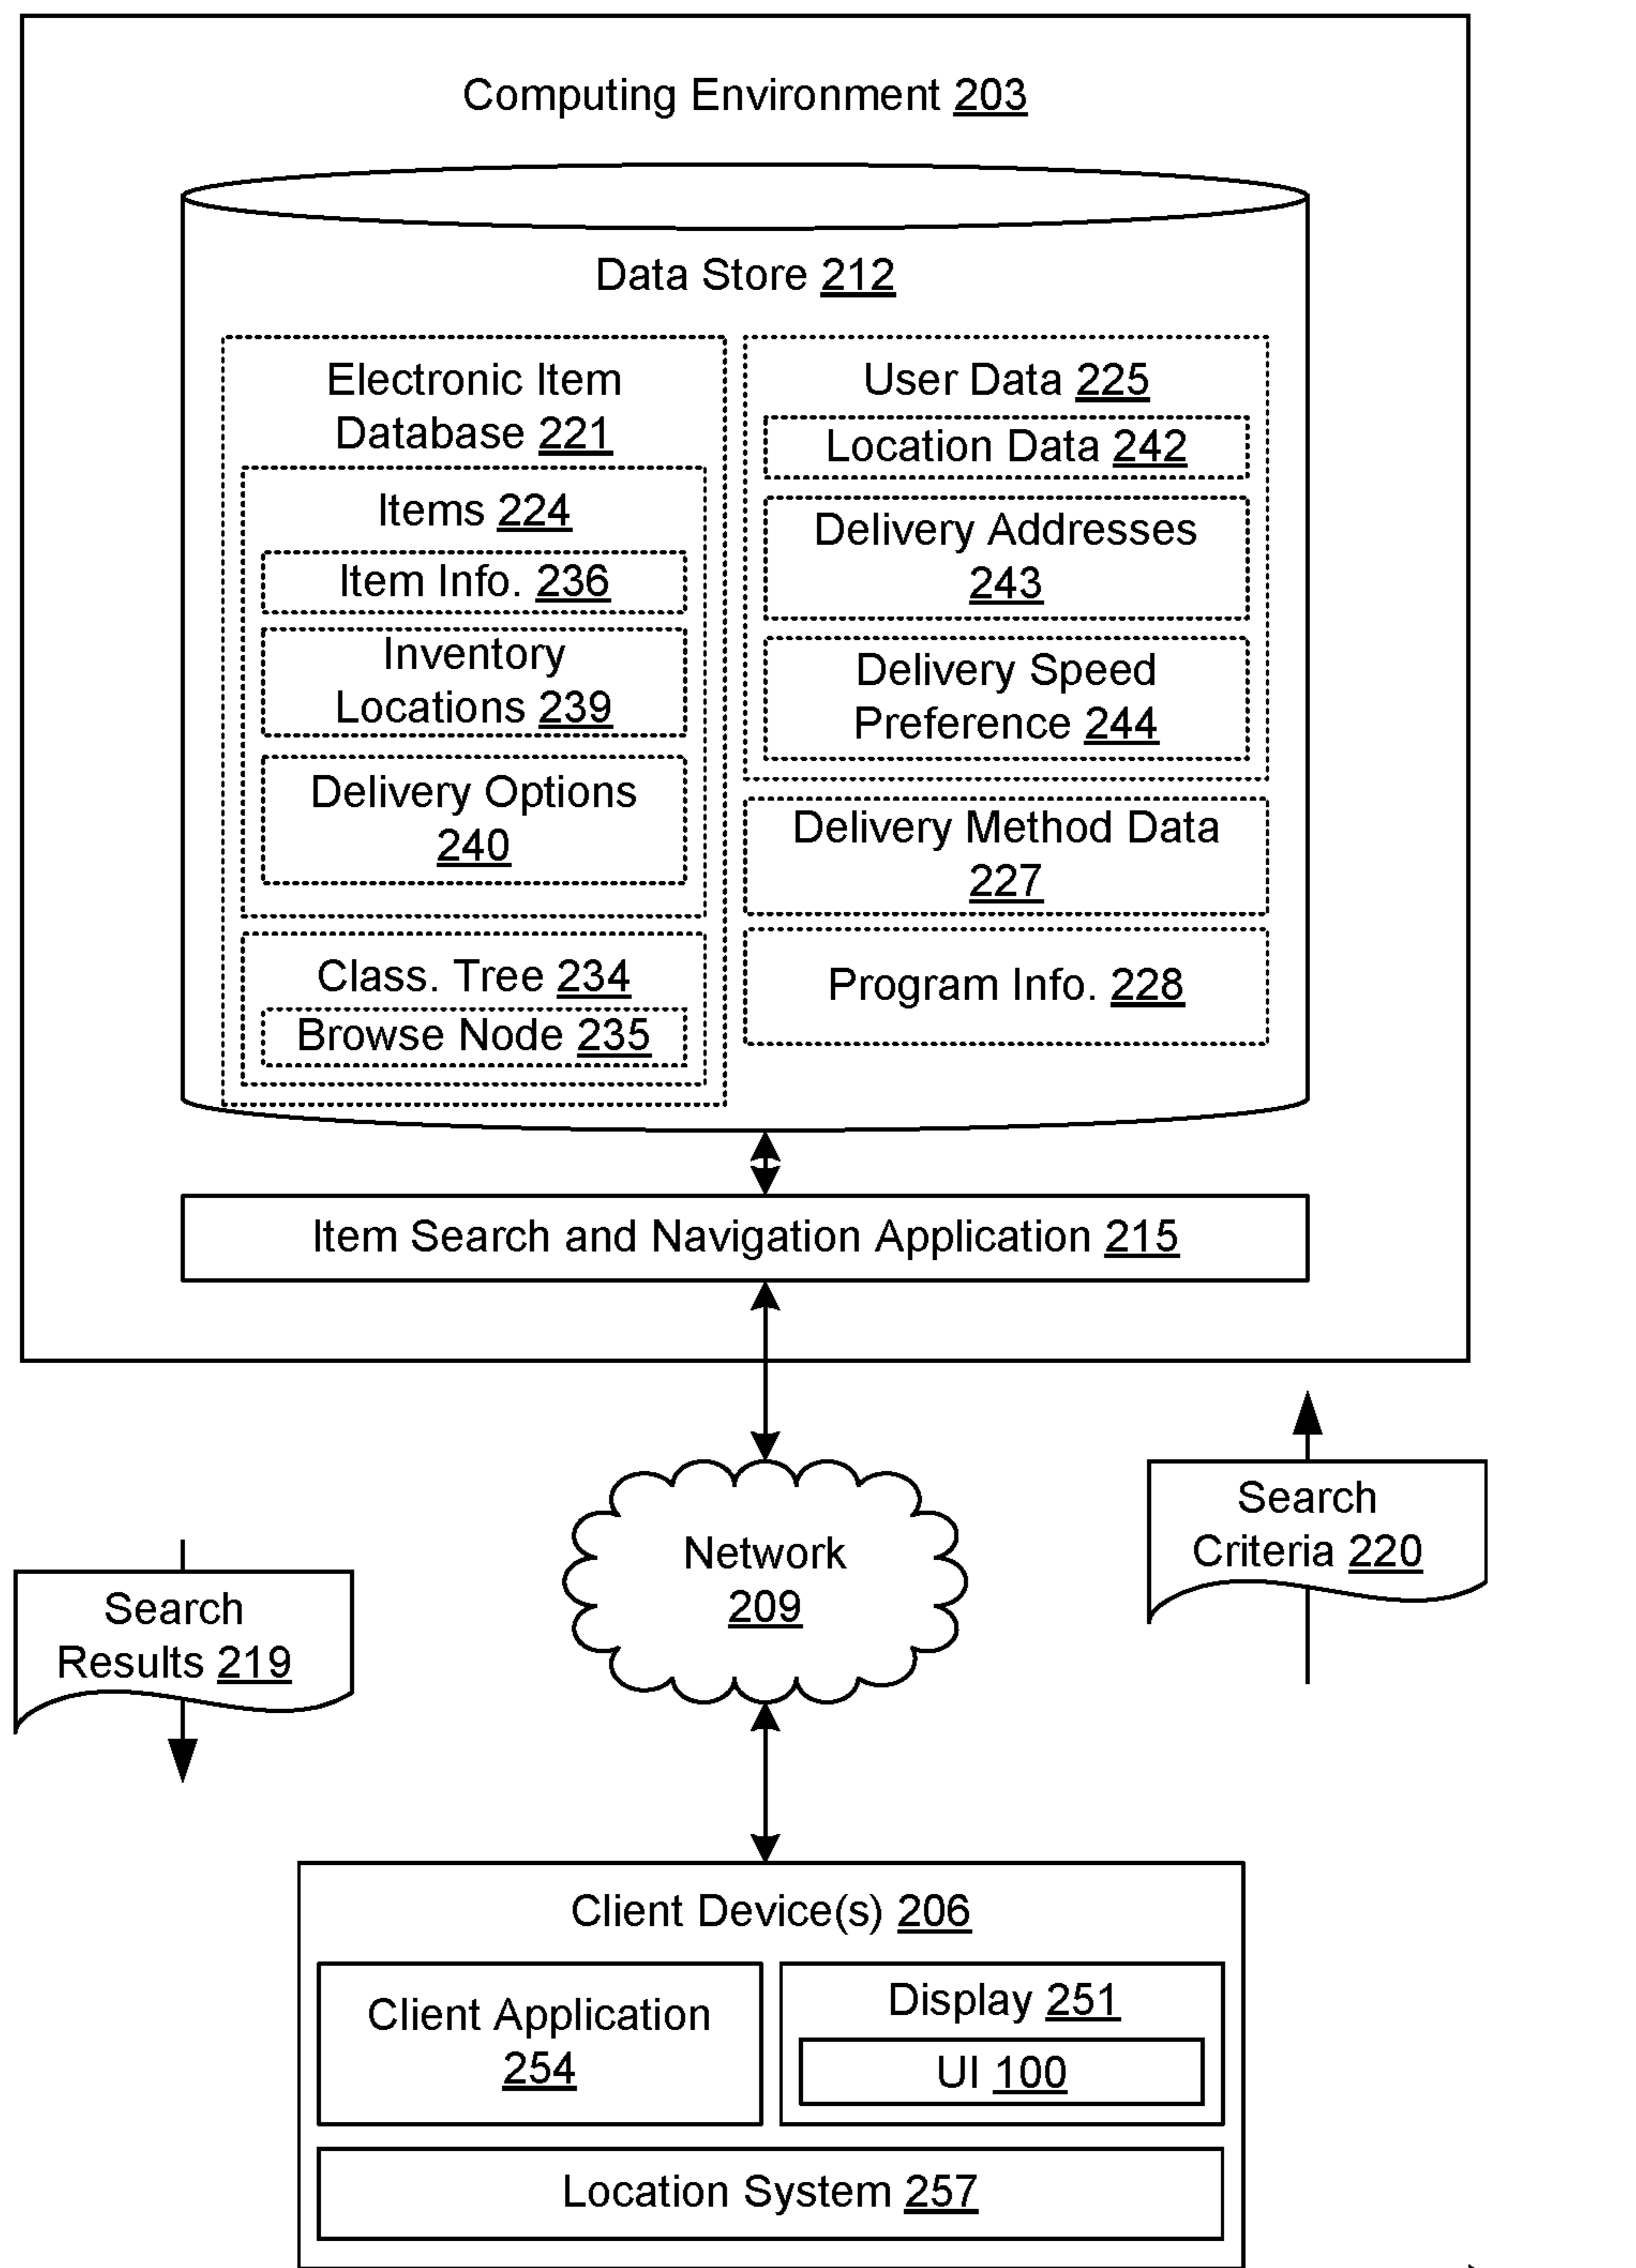 Computing Environment 203
Data Store 212
Electronic Item
Database 221
Items 224
Item Info. 236
Inventory
Locations 239
Delivery Options
240
Class. Tree 234
Browse Node 235
User Data 225
Location Data 242
Delivery Addresses
243
Delivery Speed
Preference 244
Delivery Method Data
227
Program Info. 228
Item Search and Navigation Application 215
Search
Criteria 220
Network
209
Search
Results 219
Client Device(s) 206
Client Application
254
Display 251
UI 100
Location System 257